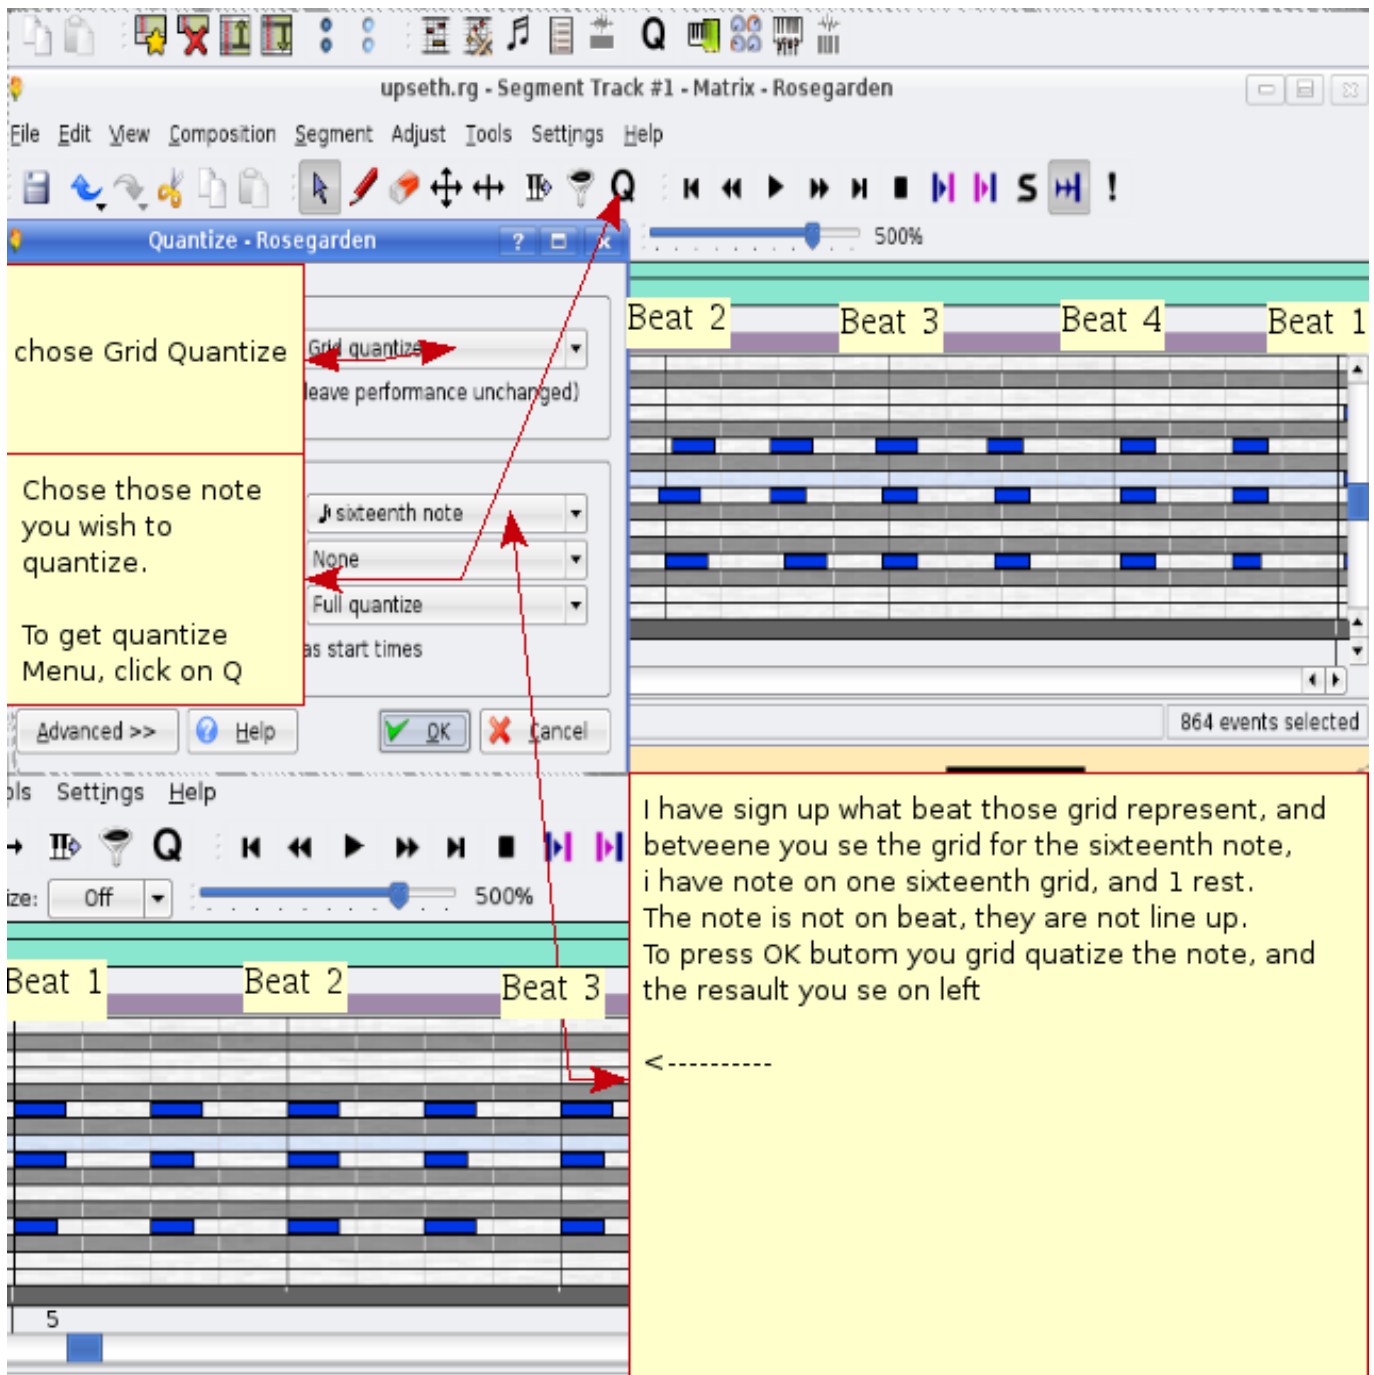 Q
upseth.rg - Segment Track #1 - Matrix - Rosegarden
File Edit View Composition Segment Adjust Tools Settings Help
Q S !
Quantize - Rosegarden ?
500%
Beat 2 Beat 3 Beat 4 Beat 1
chose Grid Quantize
Grid quantize
leave performance unchanged)
Chose those note
you wish to
quantize.
To get quantize
Menu, click on Q
sixteenth note
None
Full quantize
as start times
Advanced >> Help OK Cancel
864 events selected
ols Settings Help
Q
ize: Off 500%
Beat 1 Beat 2 Beat 3
5
I have sign up what beat those grid represent, and
betveene you se the grid for the sixteenth note,
i have note on one sixteenth grid, and 1 rest.
The note is not on beat, they are not line up.
To press OK butom you grid quatize the note, and
the resault you se on left
<----------